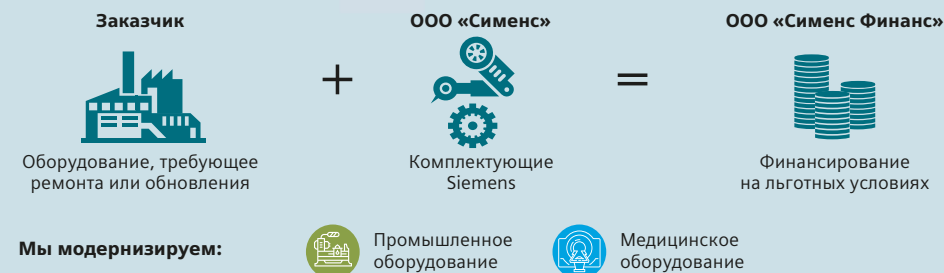 Заказчик
ООО «Сименс»
ООО «Сименс Финанс»
+
=
Оборудование, требующее
ремонта или обновления
Комплектующие
Siemens
Финансирование
на льготных условиях
Мы модернизируем:
Промышленное
оборудование
Медицинское
оборудование